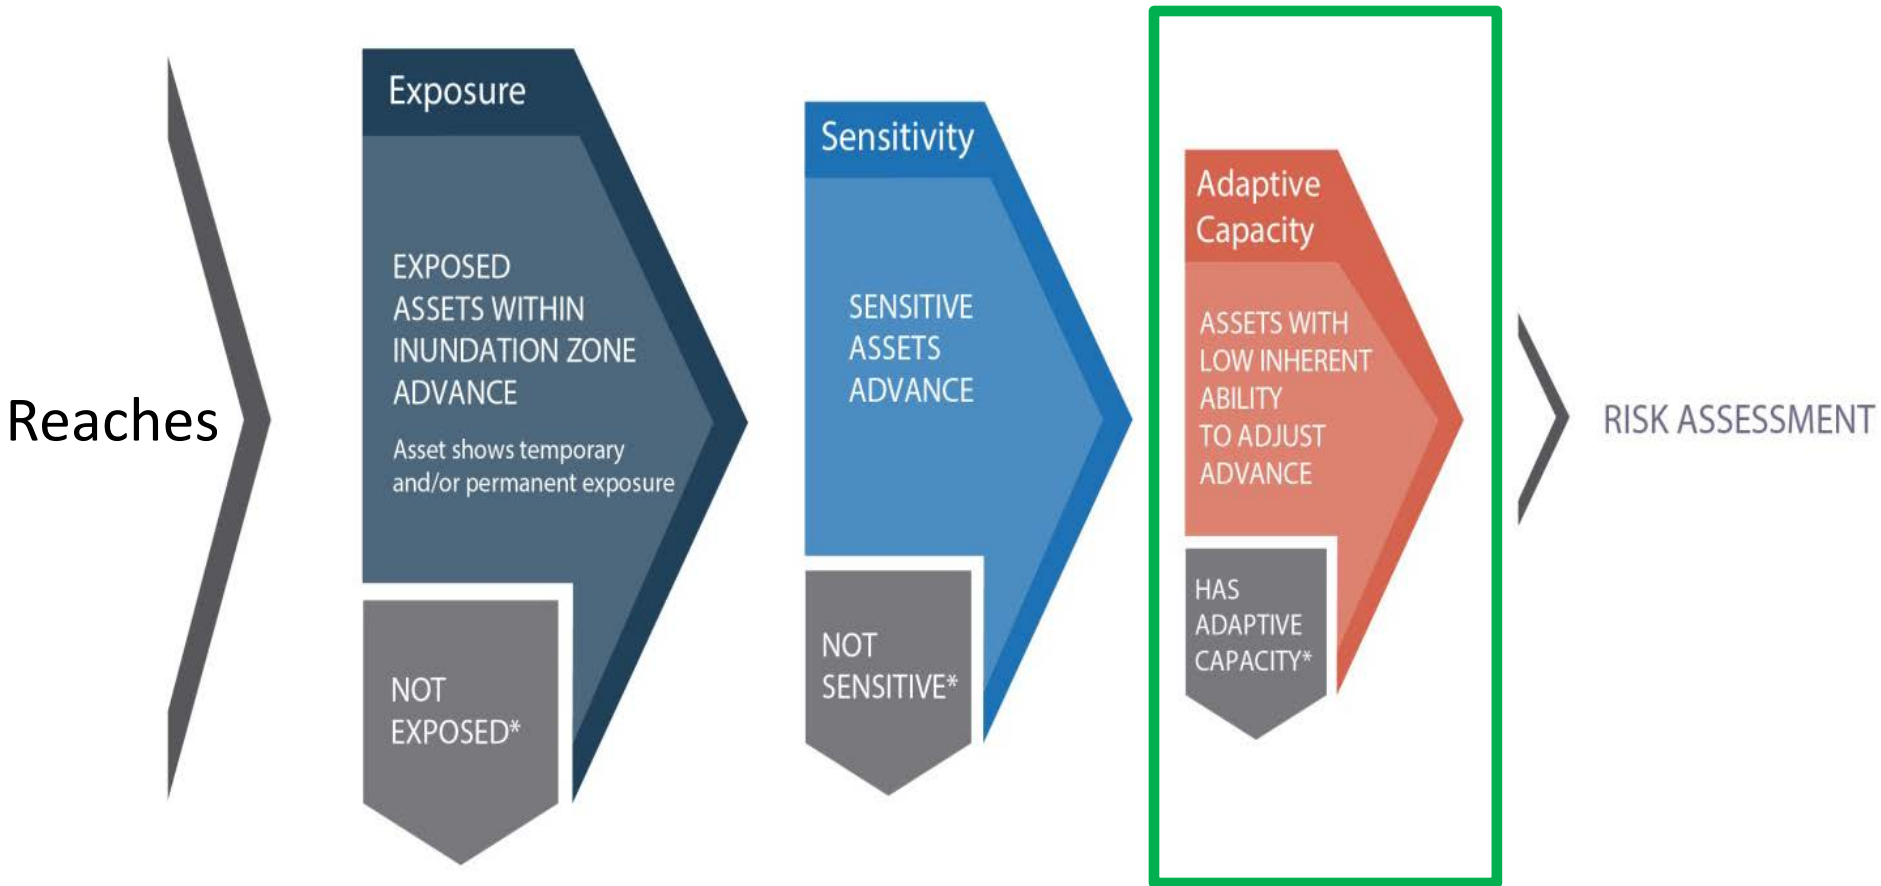 Reaches
Exposure
EXPOSED
ASSETS WITHIN
INUNDATION ZONE
ADVANCE
Asset shows temporary
and/or permanent exposure
NOT
EXPOSED*
Sensitivity
SENSITIVE
ASSETS
ADVANCE
NOT
SENSITIVE*
Adaptive
Capacity
ASSETS WITH
LOW INHERENT
ABILITY
TO ADJUST
ADVANCE
HAS
ADAPTIVE
CAPACITY*
RISK ASSESSMENT